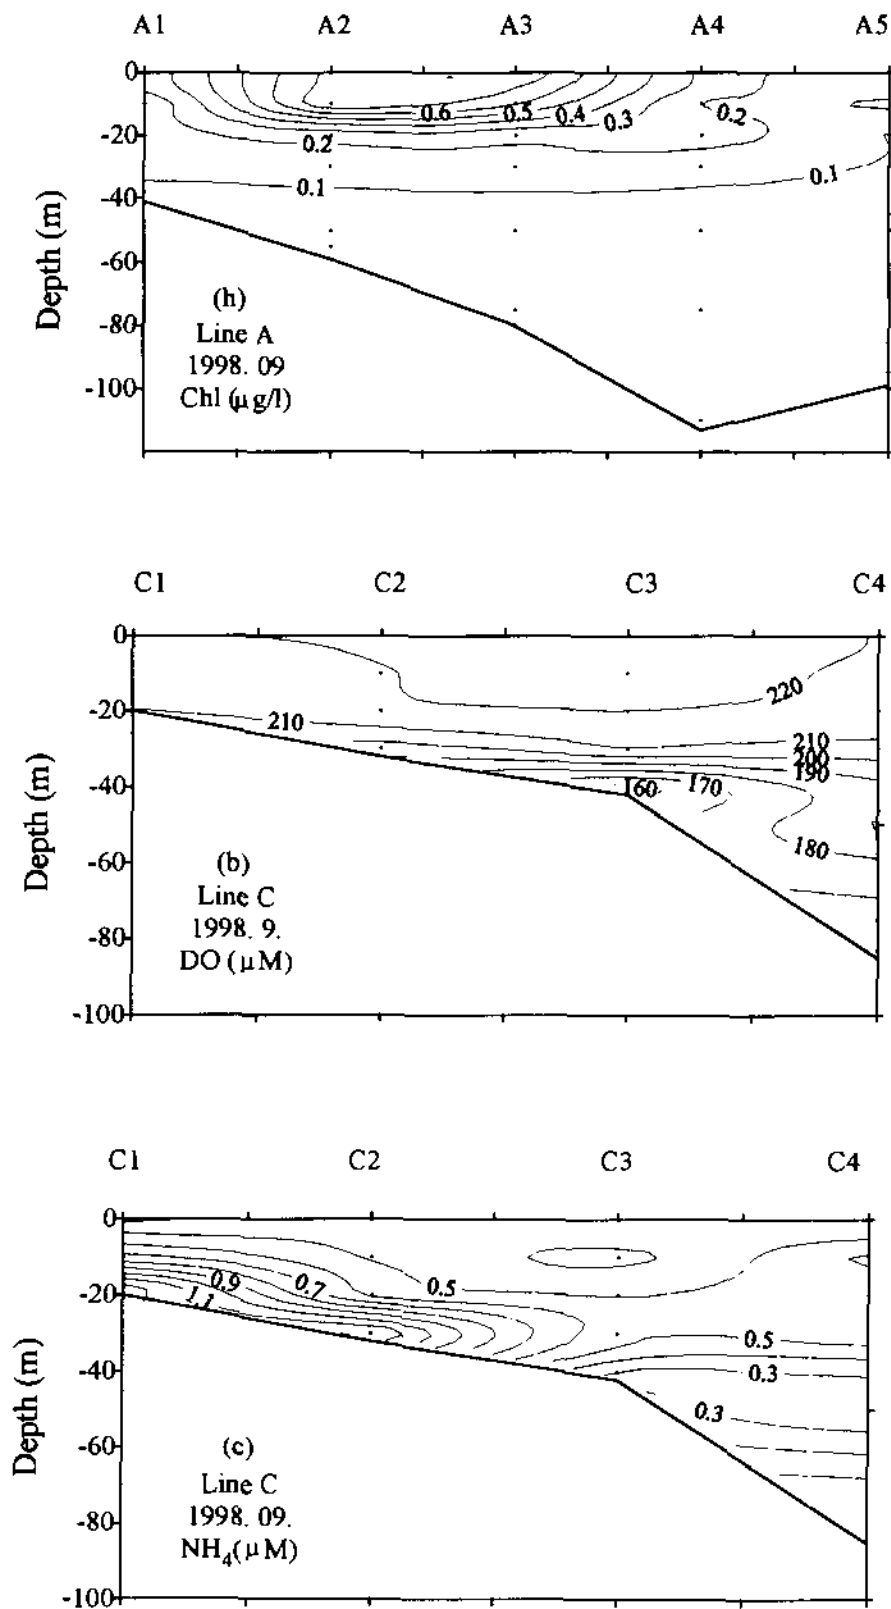 A1 A2 A3 A4 A5
0
-20
-40
-60
-80
-100
Depth (m)
0.6 0.5 0.4 0.3 0.2
0.2
0.1 0.1
(h)
Line A
1998. 09
Chl (μg/l)
C1 C2 C3 C4
0
-20
-40
-60
-80
-100
Depth (m)
220
210 210
200
190
160 170
180
(b)
Line C
1998. 9.
DO (μM)
C1 C2 C3 C4
0
-20
-40
-60
-80
-100
Depth (m)
0.9 0.7 0.5
1.1
0.5
0.3
0.3
(c)
Line C
1998. 09.
NH₄(μM)